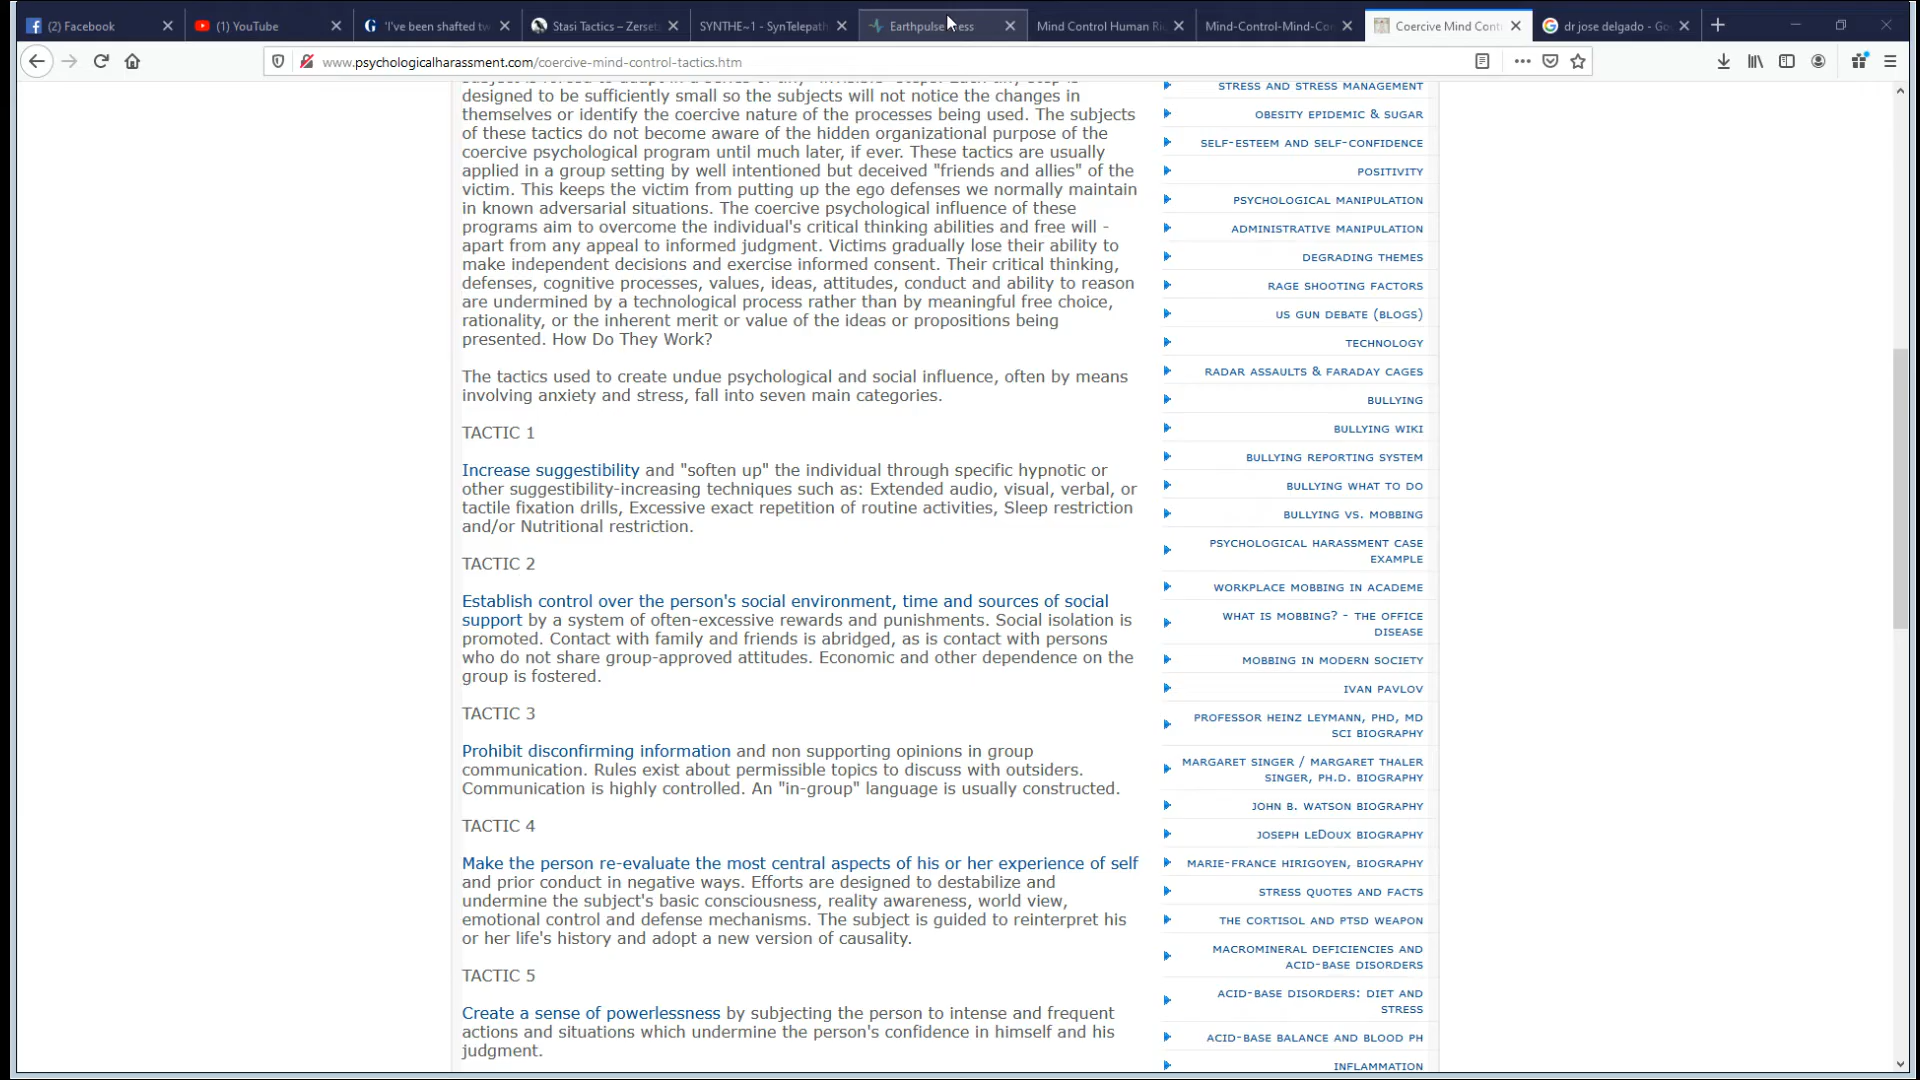 (2) Facebook
(1) YouTube
'I've been shafted tw
Stasi Tactics – Zerset
SYNTHE~1 - SynTelepath
Earthpulse
ess
Mind Control Human Ri
Mind-Control-Mind-Co
Coercive Mind Cont
dr jose delgado - Go
www.psychologicalharassment.com/coercive-mind-control-tactics.htm
designed to be sufficiently small so the subjects will not notice the changes in
themselves or identify the coercive nature of the processes being used. The subjects
of these tactics do not become aware of the hidden organizational purpose of the
coercive psychological program until much later, if ever. These tactics are usually
applied in a group setting by well intentioned but deceived "friends and allies" of the
victim. This keeps the victim from putting up the ego defenses we normally maintain
in known adversarial situations. The coercive psychological influence of these
programs aim to overcome the individual's critical thinking abilities and free will -
apart from any appeal to informed judgment. Victims gradually lose their ability to
make independent decisions and exercise informed consent. Their critical thinking,
defenses, cognitive processes, values, ideas, attitudes, conduct and ability to reason
are undermined by a technological process rather than by meaningful free choice,
rationality, or the inherent merit or value of the ideas or propositions being
presented. How Do They Work?
The tactics used to create undue psychological and social influence, often by means
involving anxiety and stress, fall into seven main categories.
TACTIC 1
Increase suggestibility and "soften up" the individual through specific hypnotic or
other suggestibility-increasing techniques such as: Extended audio, visual, verbal, or
tactile fixation drills, Excessive exact repetition of routine activities, Sleep restriction
and/or Nutritional restriction.
TACTIC 2
Establish control over the person's social environment, time and sources of social
support by a system of often-excessive rewards and punishments. Social isolation is
promoted. Contact with family and friends is abridged, as is contact with persons
who do not share group-approved attitudes. Economic and other dependence on the
group is fostered.
TACTIC 3
Prohibit disconfirming information and non supporting opinions in group
communication. Rules exist about permissible topics to discuss with outsiders.
Communication is highly controlled. An "in-group" language is usually constructed.
TACTIC 4
Make the person re-evaluate the most central aspects of his or her experience of self
and prior conduct in negative ways. Efforts are designed to destabilize and
undermine the subject's basic consciousness, reality awareness, world view,
emotional control and defense mechanisms. The subject is guided to reinterpret his
or her life's history and adopt a new version of causality.
TACTIC 5
Create a sense of powerlessness by subjecting the person to intense and frequent
actions and situations which undermine the person's confidence in himself and his
judgment.
STRESS AND STRESS MANAGEMENT
OBESITY EPIDEMIC & SUGAR
SELF-ESTEEM AND SELF-CONFIDENCE
POSITIVITY
PSYCHOLOGICAL MANIPULATION
ADMINISTRATIVE MANIPULATION
DEGRADING THEMES
RAGE SHOOTING FACTORS
US GUN DEBATE (BLOGS)
TECHNOLOGY
RADAR ASSAULTS & FARADAY CAGES
BULLYING
BULLYING WIKI
BULLYING REPORTING SYSTEM
BULLYING WHAT TO DO
BULLYING VS. MOBBING
PSYCHOLOGICAL HARASSMENT CASE
EXAMPLE
WORKPLACE MOBBING IN ACADEME
WHAT IS MOBBING? - THE OFFICE
DISEASE
MOBBING IN MODERN SOCIETY
IVAN PAVLOV
PROFESSOR HEINZ LEYMANN, PHD, MD
SCI BIOGRAPHY
MARGARET SINGER / MARGARET THALER
SINGER, PH.D. BIOGRAPHY
JOHN B. WATSON BIOGRAPHY
JOSEPH LEDOUX BIOGRAPHY
MARIE-FRANCE HIRIGOYEN, BIOGRAPHY
STRESS QUOTES AND FACTS
THE CORTISOL AND PTSD WEAPON
MACROMINERAL DEFICIENCIES AND
ACID-BASE DISORDERS
ACID-BASE DISORDERS: DIET AND
STRESS
ACID-BASE BALANCE AND BLOOD PH
INFLAMMATION